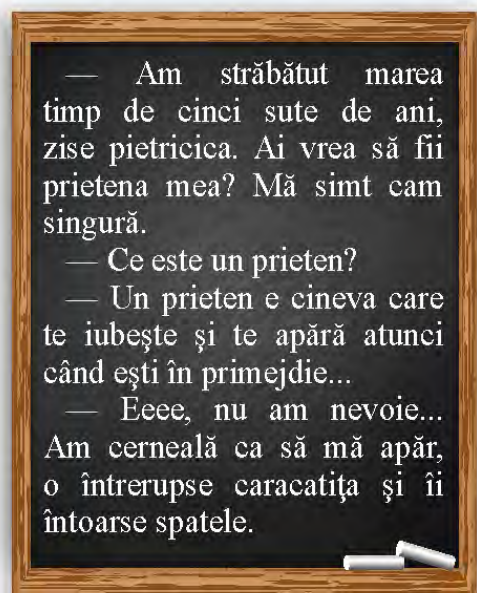 — Am străbătut marea
timp de cinci sute de ani,
zise pietricica. Ai vrea să fii
prietena mea? Mă simt cam
singură.
— Ce este un prieten?
— Un prieten e cineva care
te iubeşte şi te apără atunci
când eşti în primejdie...
— Eeee, nu am nevoie...
Am cerneală ca să mă apăr,
o întrerupse caracatiţa şi îi
întoarse spatele.